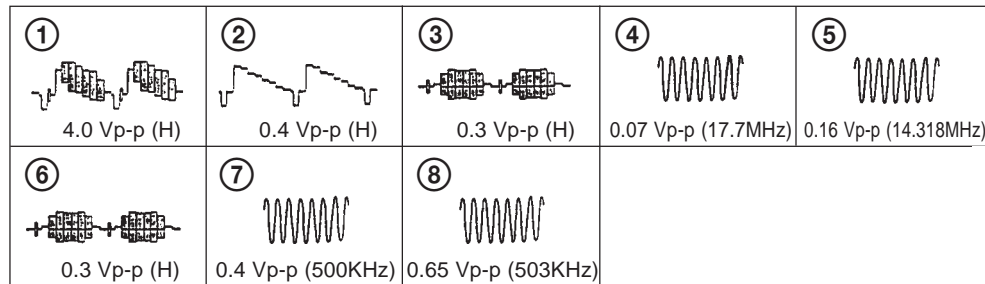 ① ② ③ ④ ⑤
4.0 Vp-p (H) 0.4 Vp-p (H) 0.3 Vp-p (H) 0.07 Vp-p (17.7MHz) 0.16 Vp-p (14.318MHz)
⑥ ⑦ ⑧
0.3 Vp-p (H) 0.4 Vp-p (500KHz) 0.65 Vp-p (503KHz)